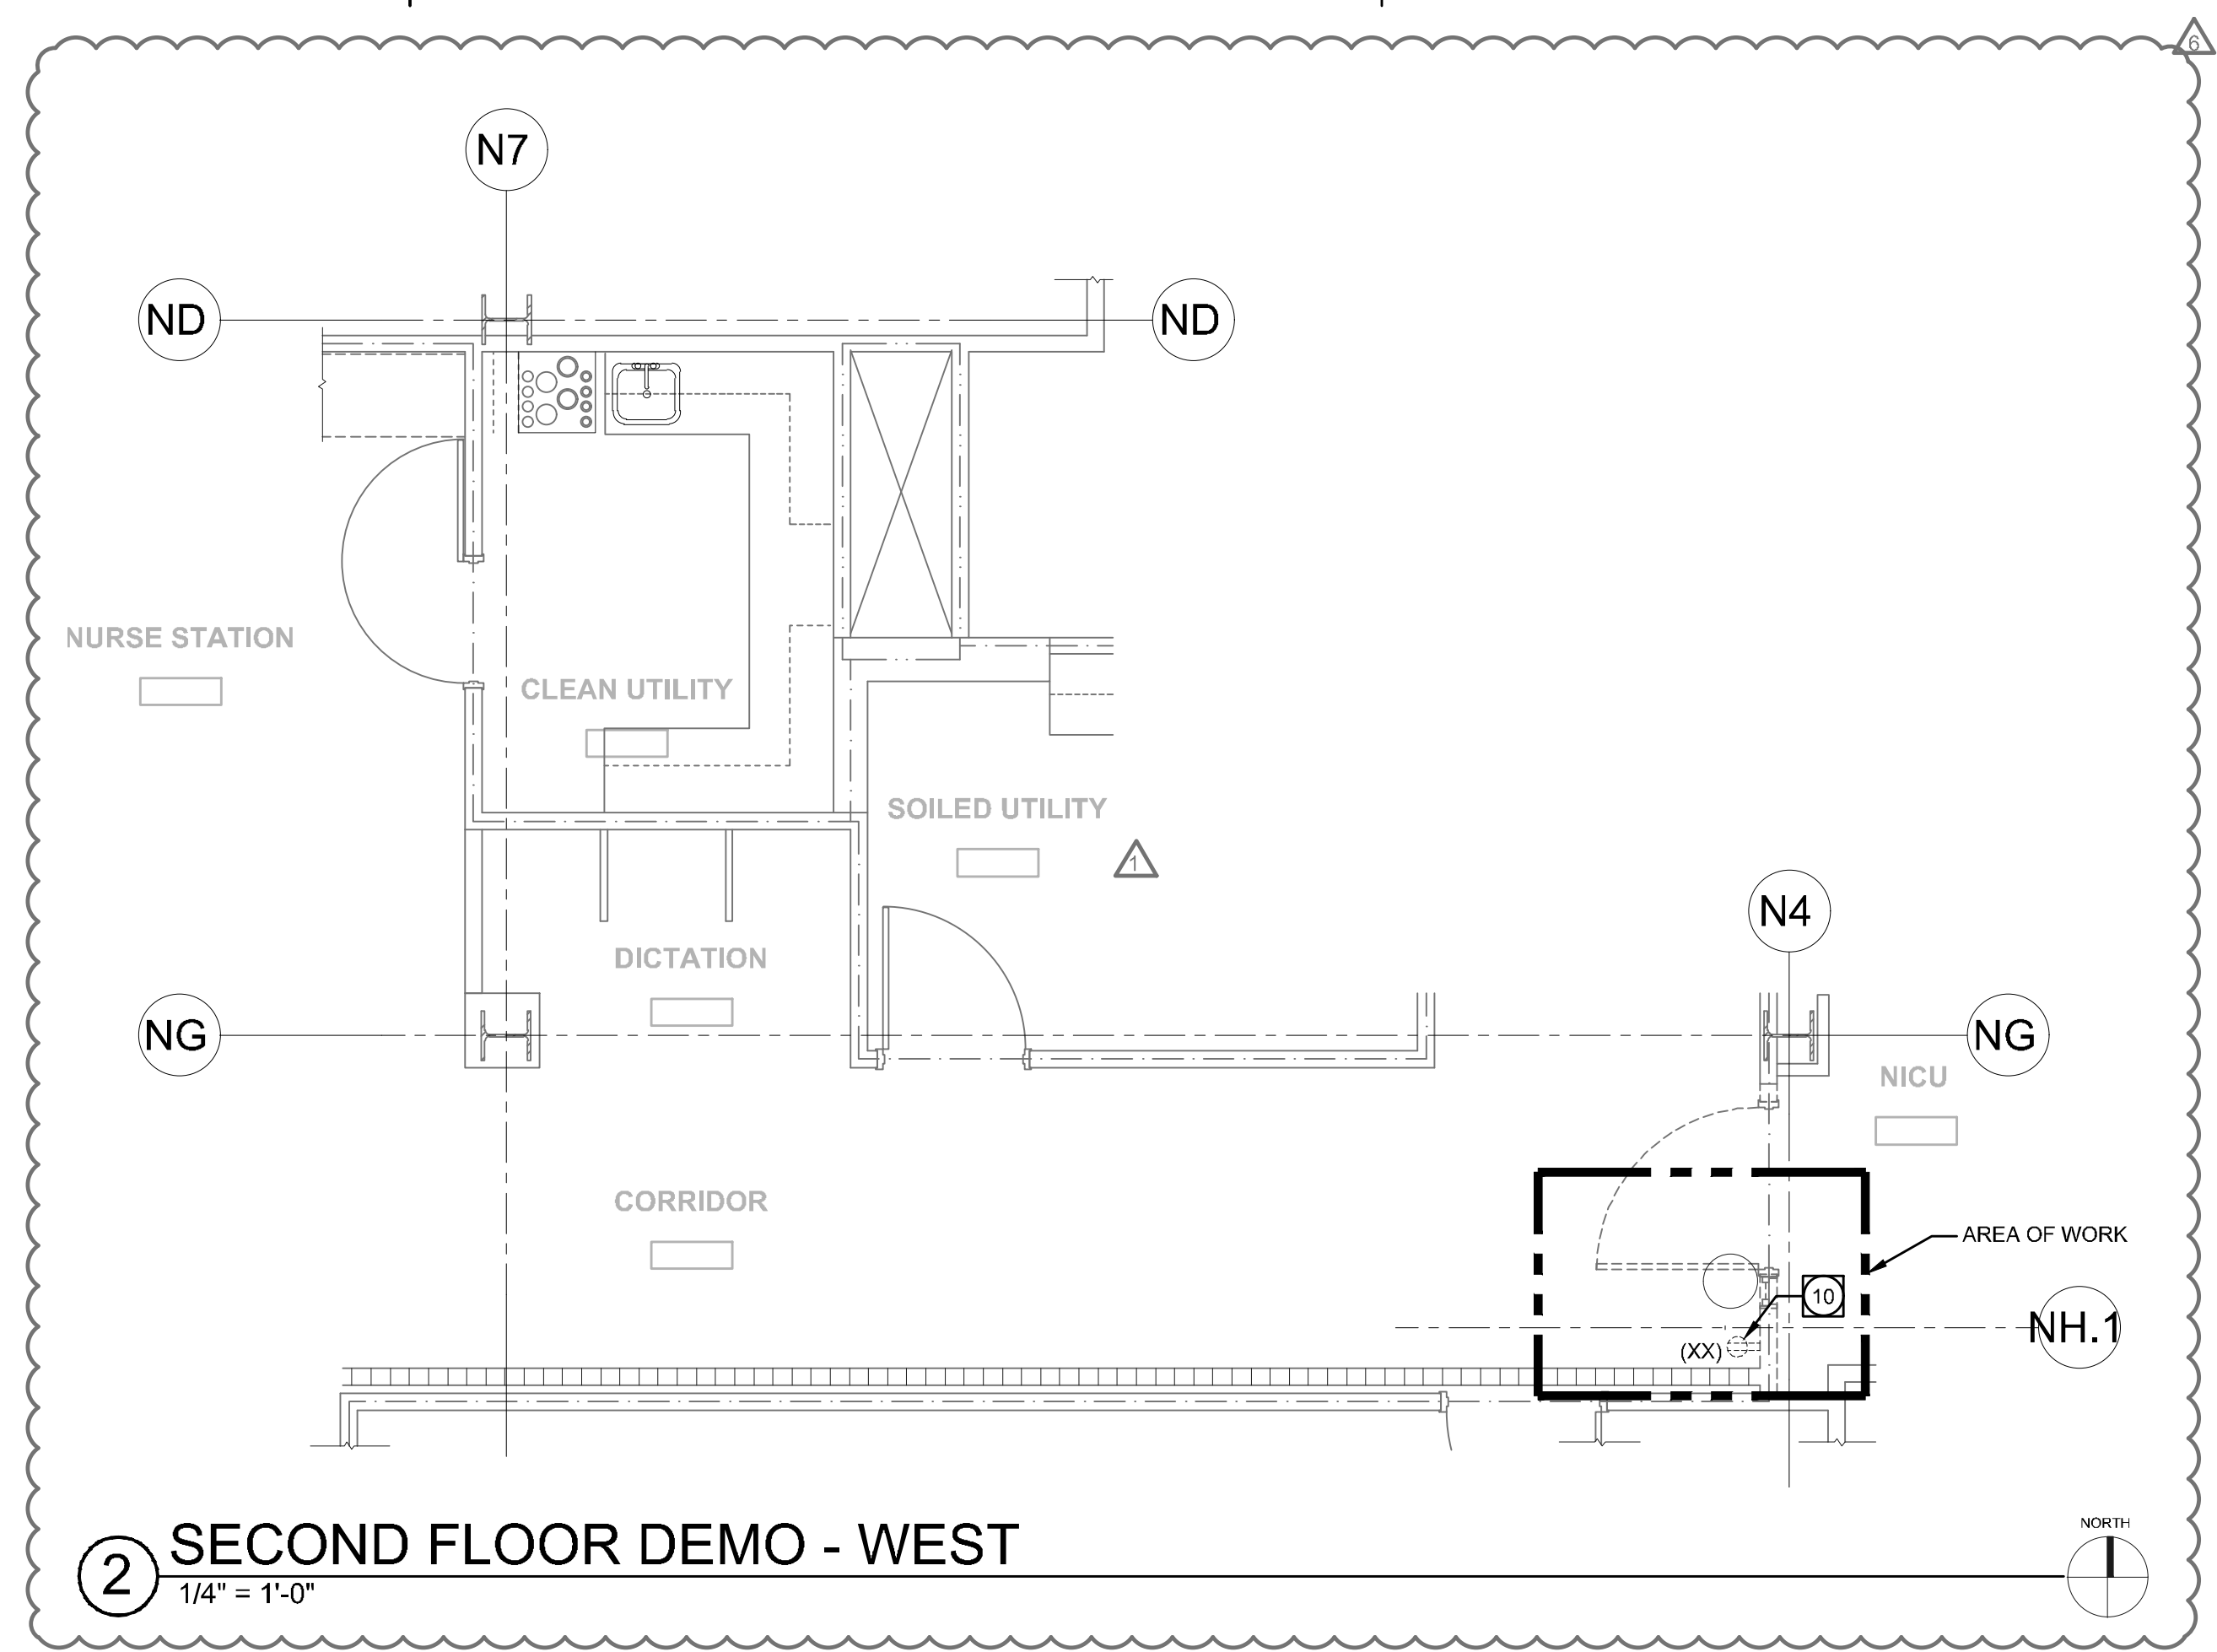 6
N7
ND
ND
NURSE STATION
CLEAN UTILITY
SOILED UTILITY
1
N4
DICTATION
NG
NG
NICU
CORRIDOR
AREA OF WORK
10
NH.1
(XX)
NORTH
2
SECOND FLOOR DEMO - WEST
1/4" = 1'-0"